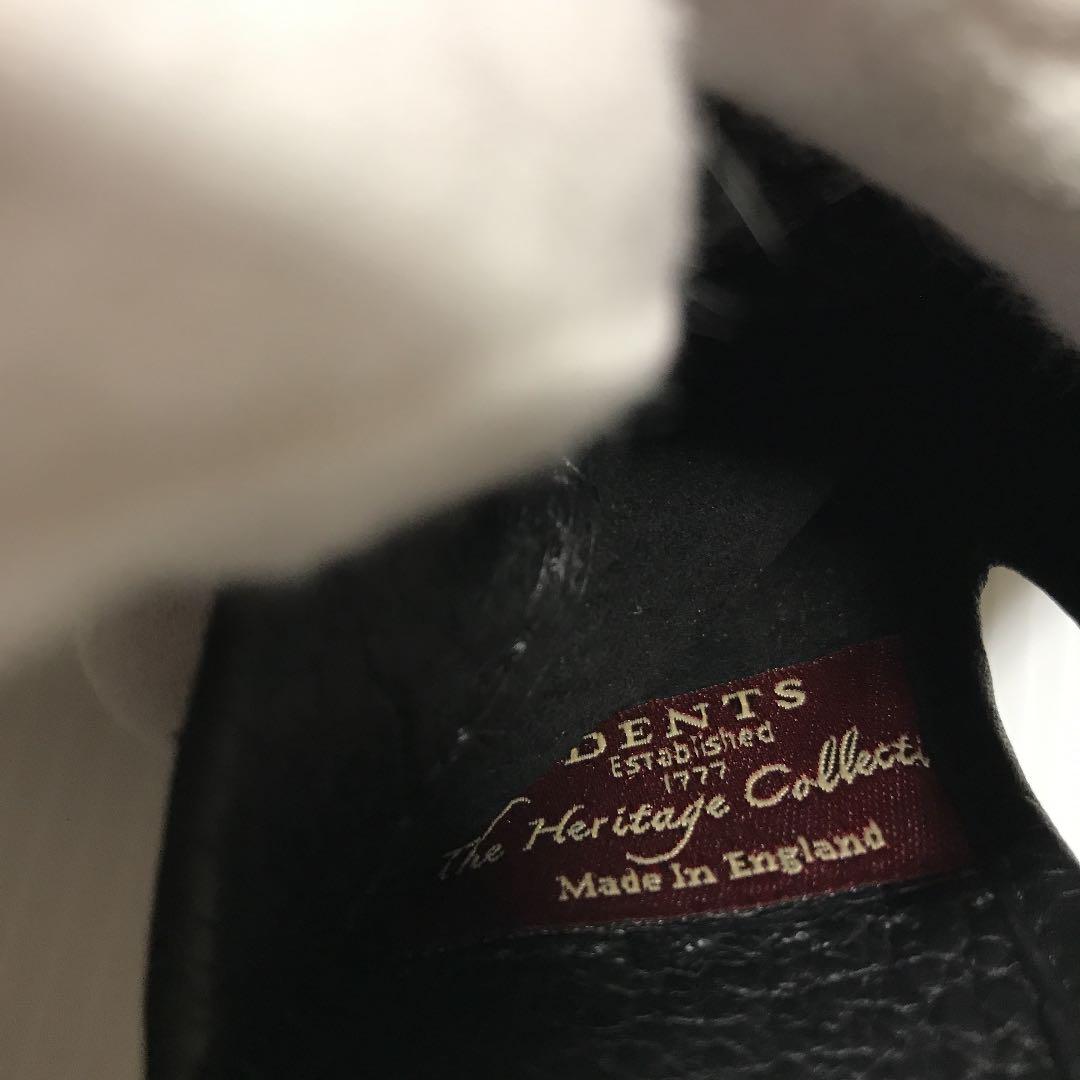 DENTS
Established
1777
The Heritage Collecti
Made In England